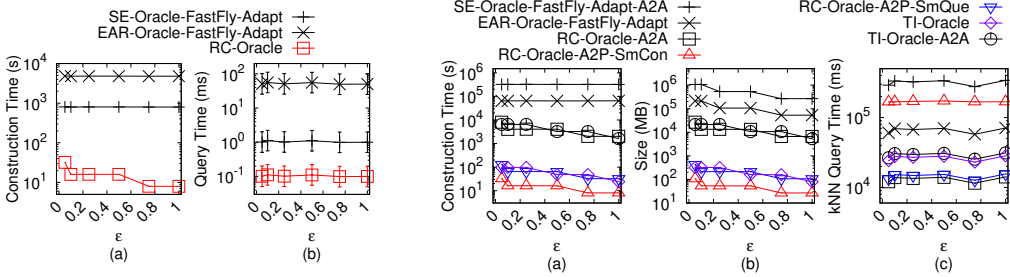 SE-Oracle-FastFly-Adapt
EAR-Oracle-FastFly-Adapt
RC-Oracle
Construction Time (s)
10^4
10^3
10^2
10^1
0.2
0.4
0.6
0.8
1
ε
(a)
Query Time (ms)
10^2
10^1
10^0
10^-1
0.2
0.4
0.6
0.8
1
ε
(b)
SE-Oracle-FastFly-Adapt-A2A
EAR-Oracle-FastFly-Adapt
RC-Oracle-A2A
RC-Oracle-A2P-SmCon
RC-Oracle-A2P-SmQue
TI-Oracle
TI-Oracle-A2A
Construction Time (s)
10^6
10^5
10^4
10^3
10^2
10^1
0.2
0.4
0.6
0.8
1
ε
(a)
Size (MB)
10^6
10^5
10^4
10^3
10^2
10^1
0.2
0.4
0.6
0.8
1
ε
(b)
kNN Query Time (ms)
10^5
10^4
0.2
0.4
0.6
0.8
1
ε
(c)